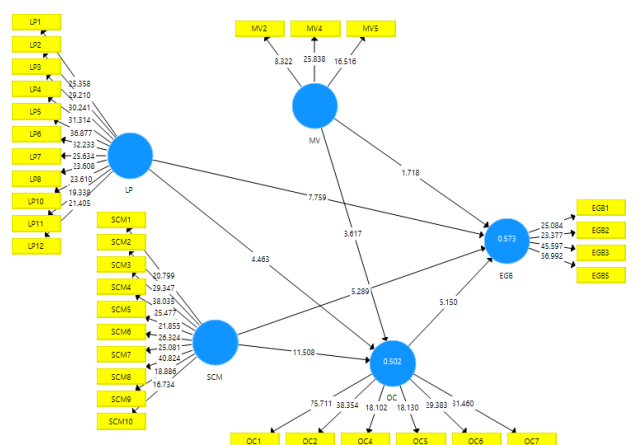 LP1
LP2
LP3
LP4
LP5
LP6
LP7
LP8
LP10
LP11
LP12
25.358
29.210
30.241
31.314
36.877
32.233
25.634
23.608
23.610
19.338
21.405
LP
MV2
MV4
MV5
8.322
25.838
16.516
MV
1.718
7.759
3.617
4.463
5.289
11.508
5.150
SCM1
SCM2
SCM3
SCM4
SCM5
SCM6
SCM7
SCM8
SCM9
SCM10
20.799
29.347
38.035
25.477
21.855
26.324
25.081
40.824
18.886
16.734
SCM
0.573
EGB
25.084
23.377
45.597
36.992
EGB1
EGB2
EGB3
EGB5
0.502
OC
75.711
38.354
18.102
18.130
29.383
31.460
OC1
OC2
OC4
OC5
OC6
OC7